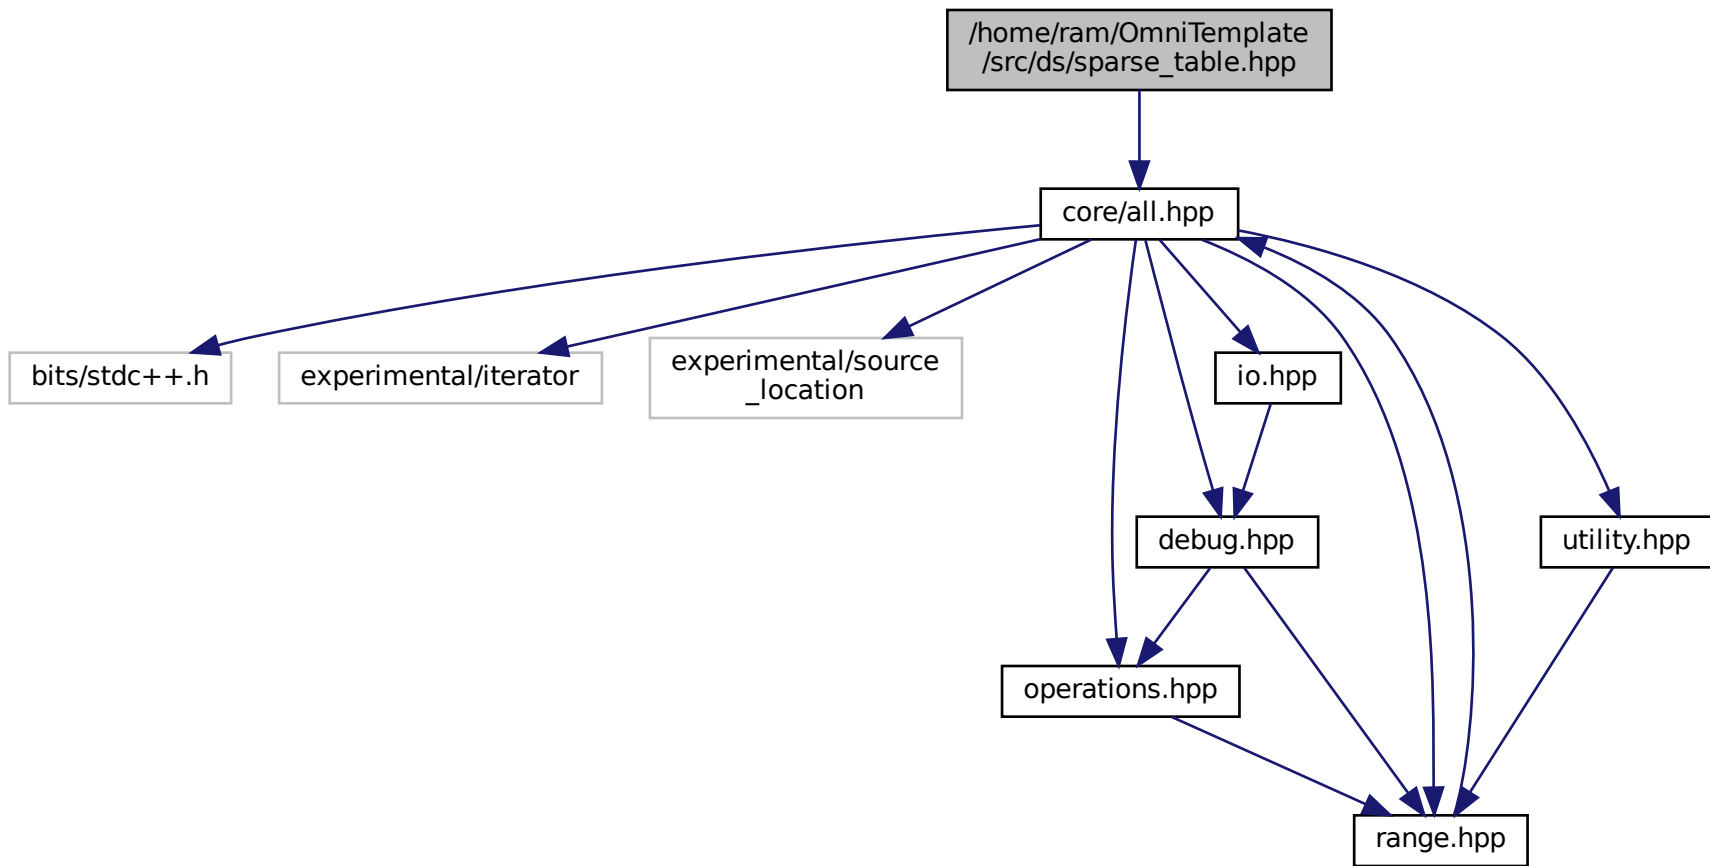 /home/ram/OmniTemplate
/src/ds/sparse_table.hpp
core/all.hpp
bits/stdc++.h
experimental/iterator
experimental/source
_location
io.hpp
debug.hpp
utility.hpp
operations.hpp
range.hpp